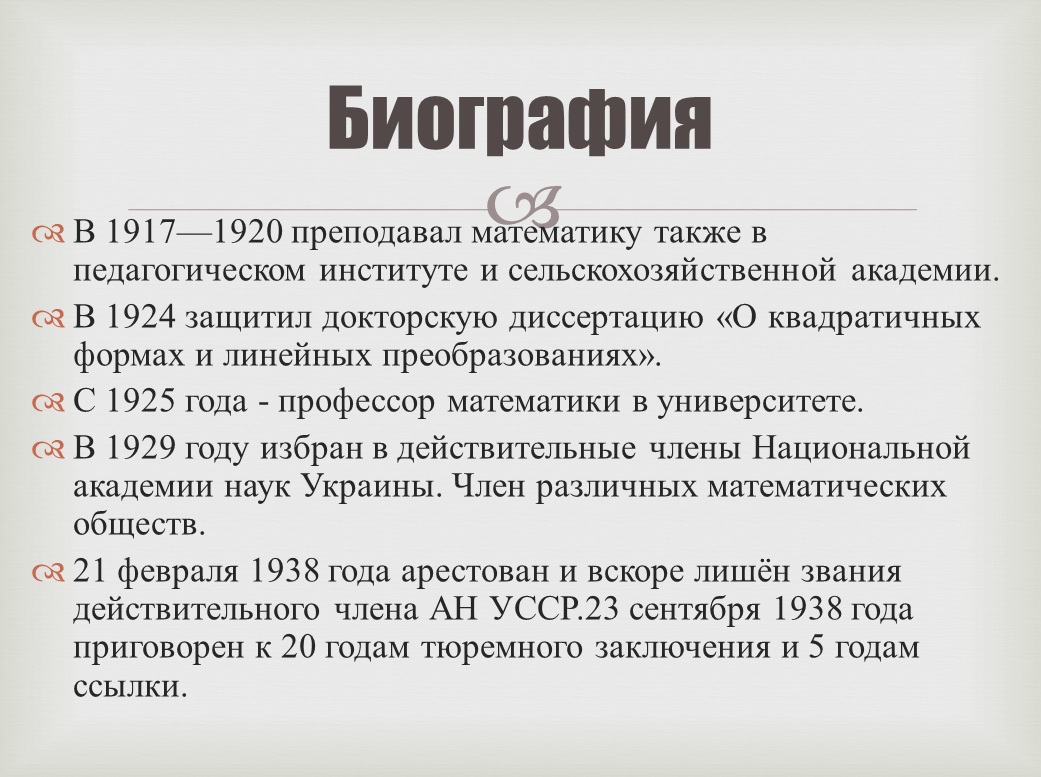 Биография
В 1917—1920 преподавал математику также в
педагогическом институте и сельскохозяйственной академии.
В 1924 защитил докторскую диссертацию «О квадратичных
формах и линейных преобразованиях».
С 1925 года - профессор математики в университете.
В 1929 году избран в действительные члены Национальной
академии наук Украины. Член различных математических
обществ.
21 февраля 1938 года арестован и вскоре лишён звания
действительного члена АН УССР.23 сентября 1938 года
приговорен к 20 годам тюремного заключения и 5 годам
ссылки.